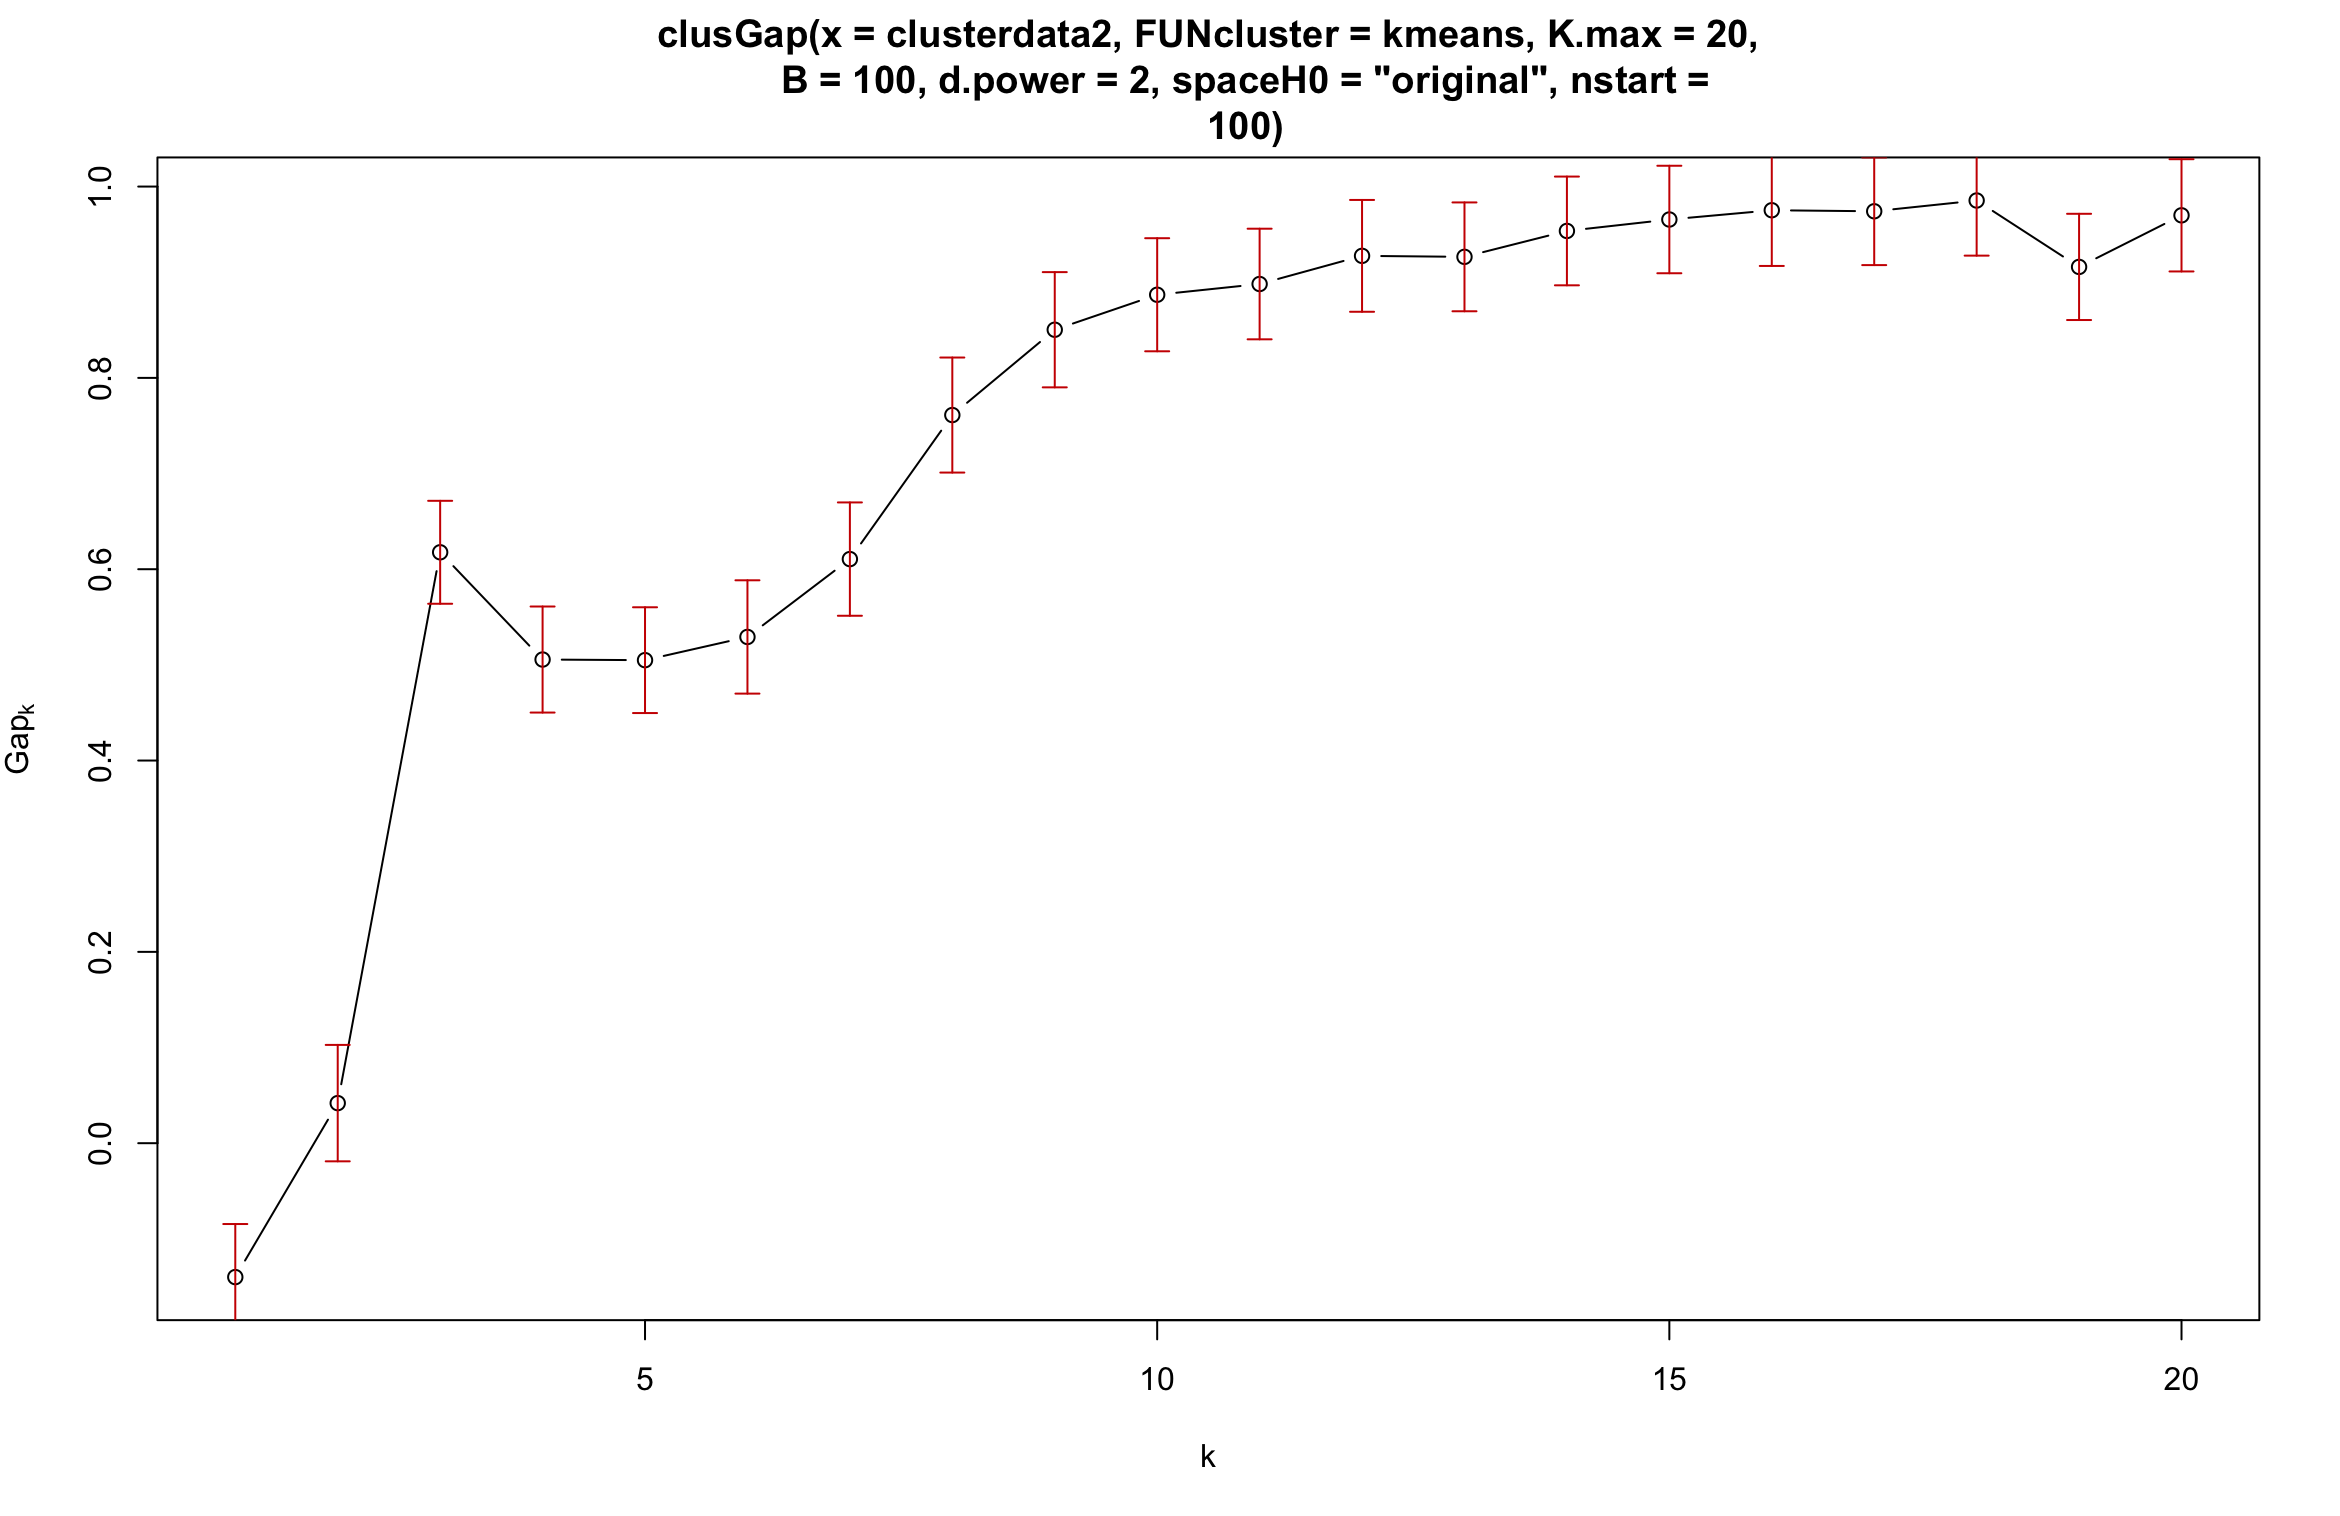 clusGap(x = clusterdata2, FUNcluster = kmeans, K.max = 20,
B = 100, d.power = 2, spaceH0 = "original", nstart =
100)
1.0
0.8
0.6
0.4
0.2
0.0
Gapk
5 10 15 20
k